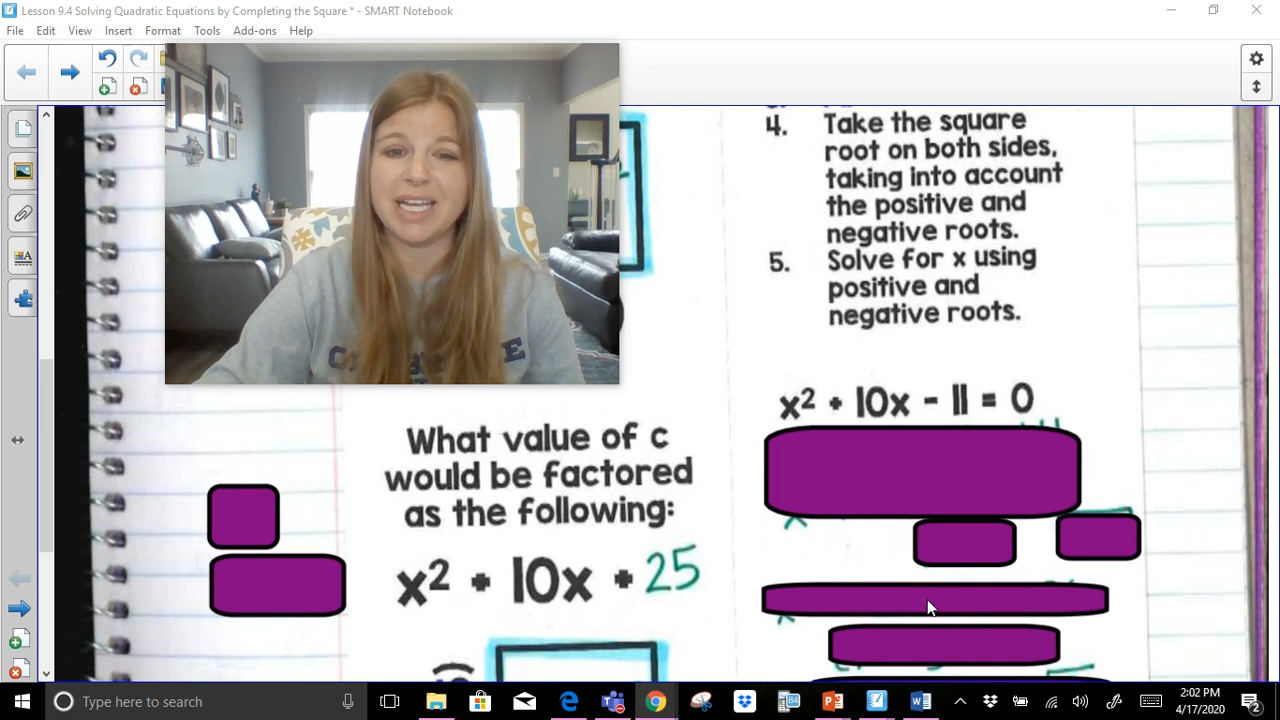 Lesson 9.4 Solving Quadratic Equations by Completing the Square * - SMART Notebook
File Edit View Insert Format Tools Add-ons Help
4. Take the square
root on both sides,
taking into account
the positive and
negative roots.
5. Solve for x using
positive and
negative roots.
x² + 10x - 11 = 0
What value of c
would be factored
as the following:
x² + 10x + 25
Type here to search
2:02 PM
4/17/2020
2